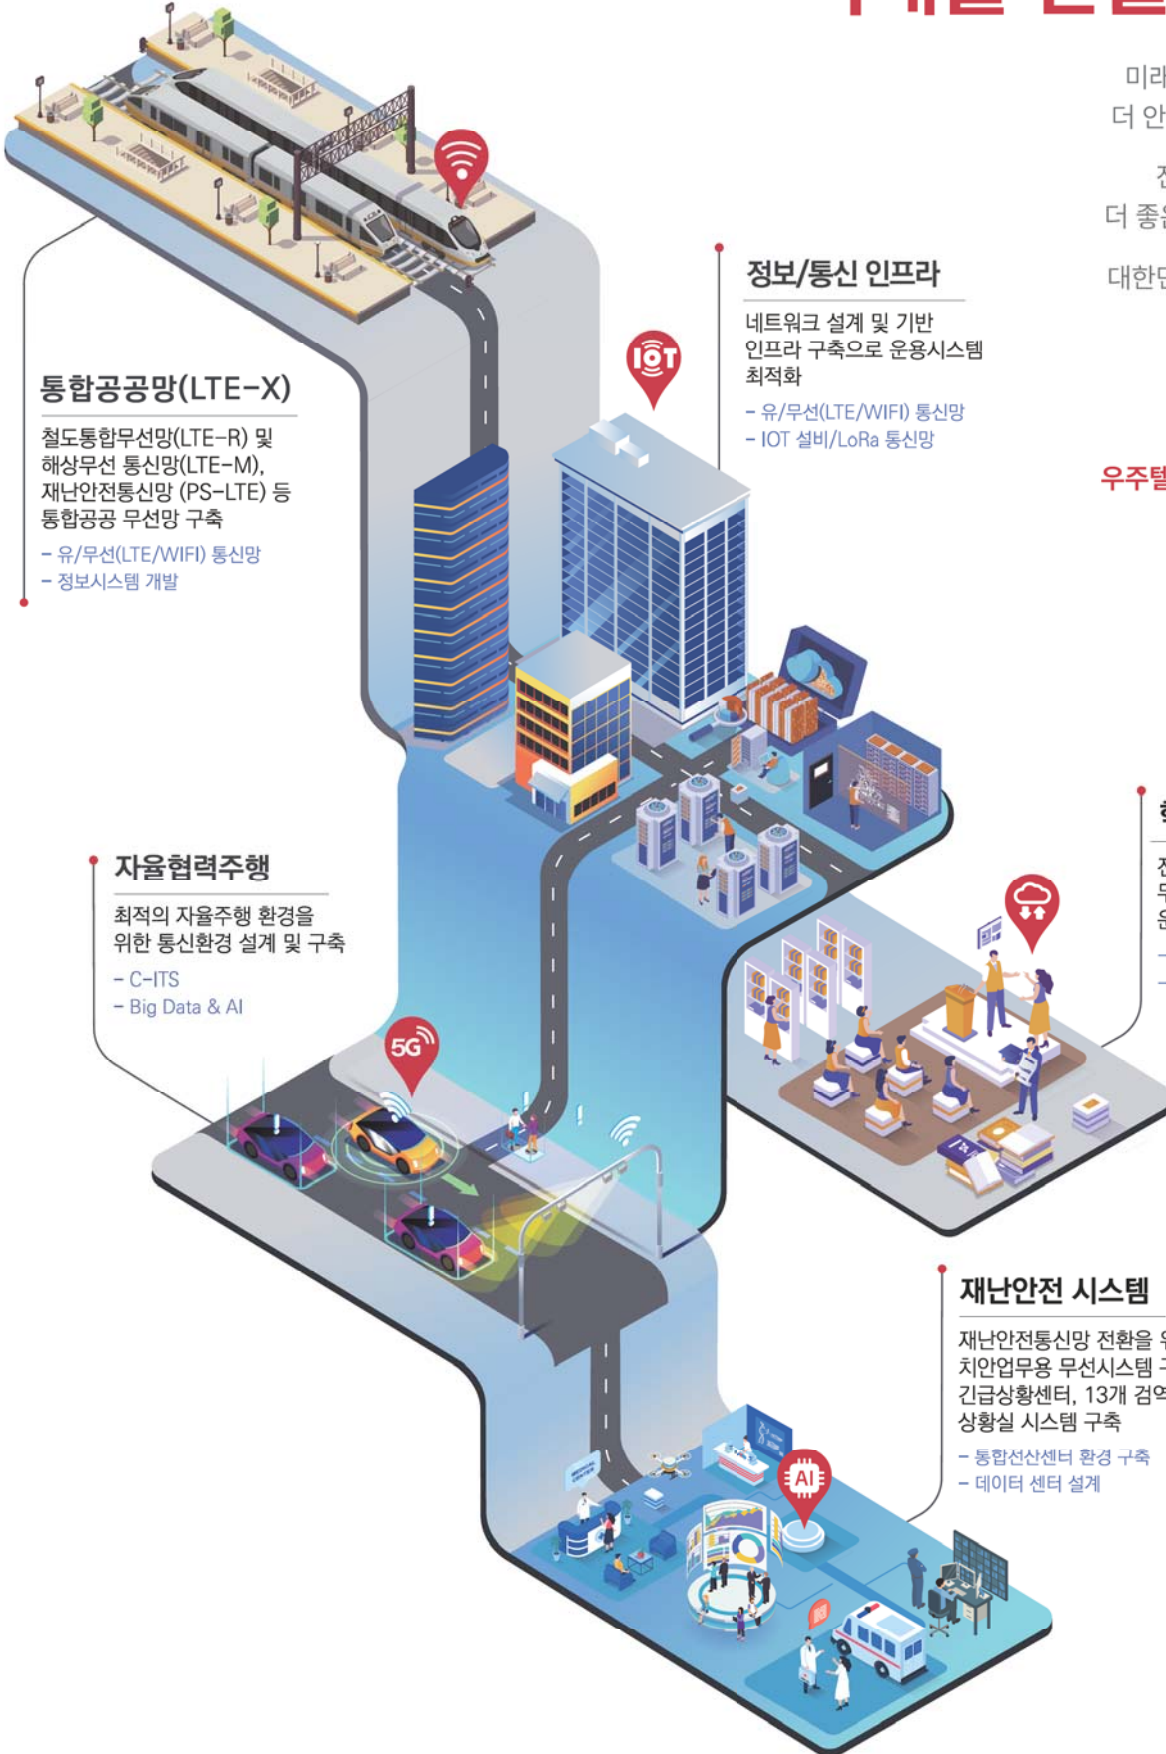 미래
더 안
더 좋은
대한민
우주텔
통합공공망(LTE-X)
철도통합무선망(LTE-R) 및
해상무선 통신망(LTE-M),
재난안전통신망 (PS-LTE) 등
통합공공 무선망 구축
- 유/무선(LTE/WIFI) 통신망
- 정보시스템 개발
정보/통신 인프라
네트워크 설계 및 기반
인프라 구축으로 운용시스템
최적화
- 유/무선(LTE/WIFI) 통신망
- IOT 설비/LoRa 통신망
IOT
자율협력주행
최적의 자율주행 환경을
위한 통신환경 설계 및 구축
- C-ITS
- Big Data & AI
5G
재난안전 시스템
재난안전통신망 전환을
치안업무용 무선시스템
긴급상황센터, 13개 검역
상황실 시스템 구축
- 통합선산센터 환경 구축
- 데이터 센터 설계
MEDICAL
CENTER
AI